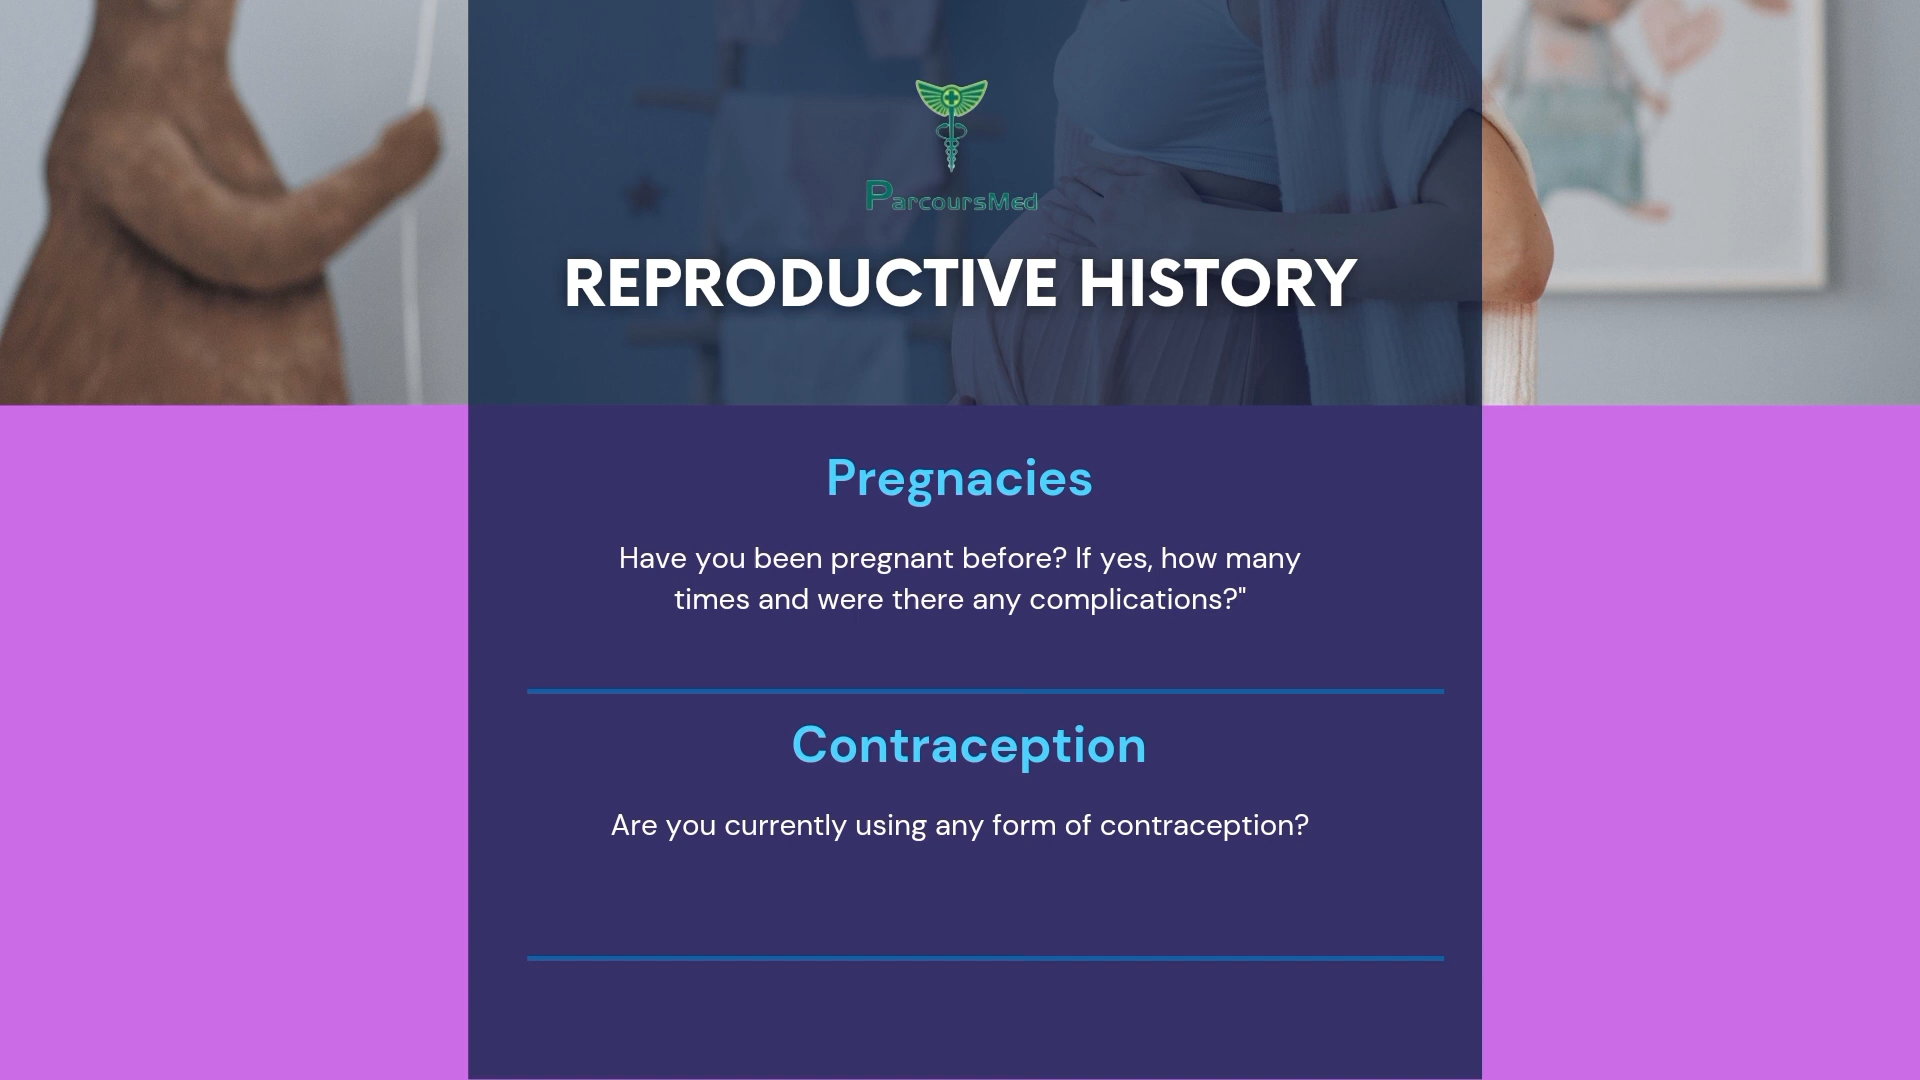 ParcoursMed
REPRODUCTIVE HISTORY
Pregnacies
Have you been pregnant before? If yes, how many
times and were there any complications?"
Contraception
Are you currently using any form of contraception?